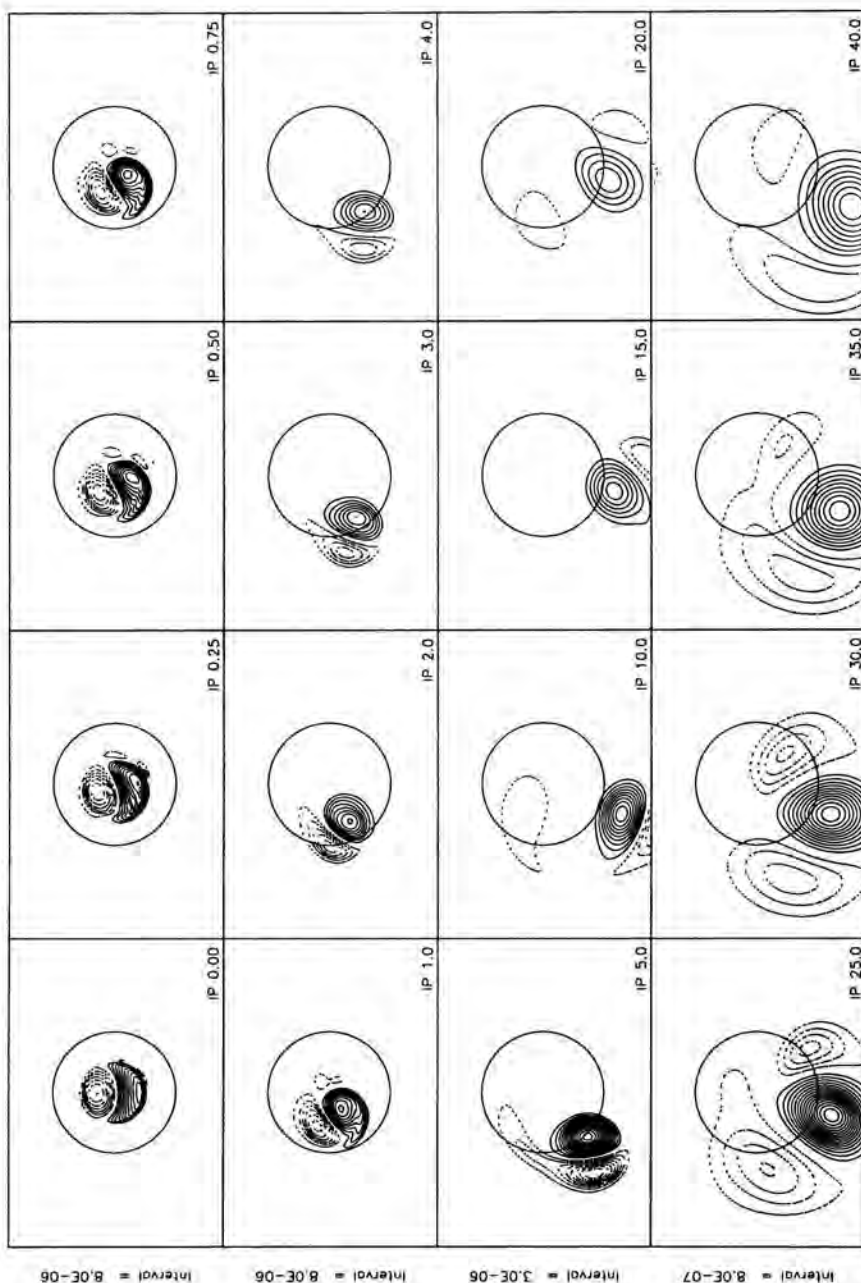 Interval = 8.0E-06
IP 0.00
IP 0.25
IP 0.50
IP 0.75
Interval = 8.0E-06
IP 1.0
IP 2.0
IP 3.0
IP 4.0
Interval = 3.0E-06
IP 5.0
IP 10.0
IP 15.0
IP 20.0
Interval = 8.0E-07
IP 25.0
IP 30.0
IP 35.0
IP 40.0